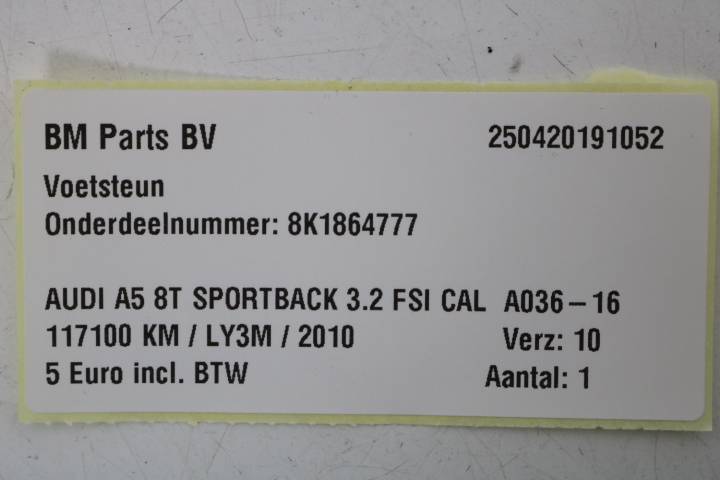 BM Parts BV 250420191052
Voetsteun
Onderdeelnummer: 8K1864777
AUDI A5 8T SPORTBACK 3.2 FSI CAL A036-16
117100 KM / LY3M / 2010 Verz: 10
5 Euro incl. BTW Aantal: 1